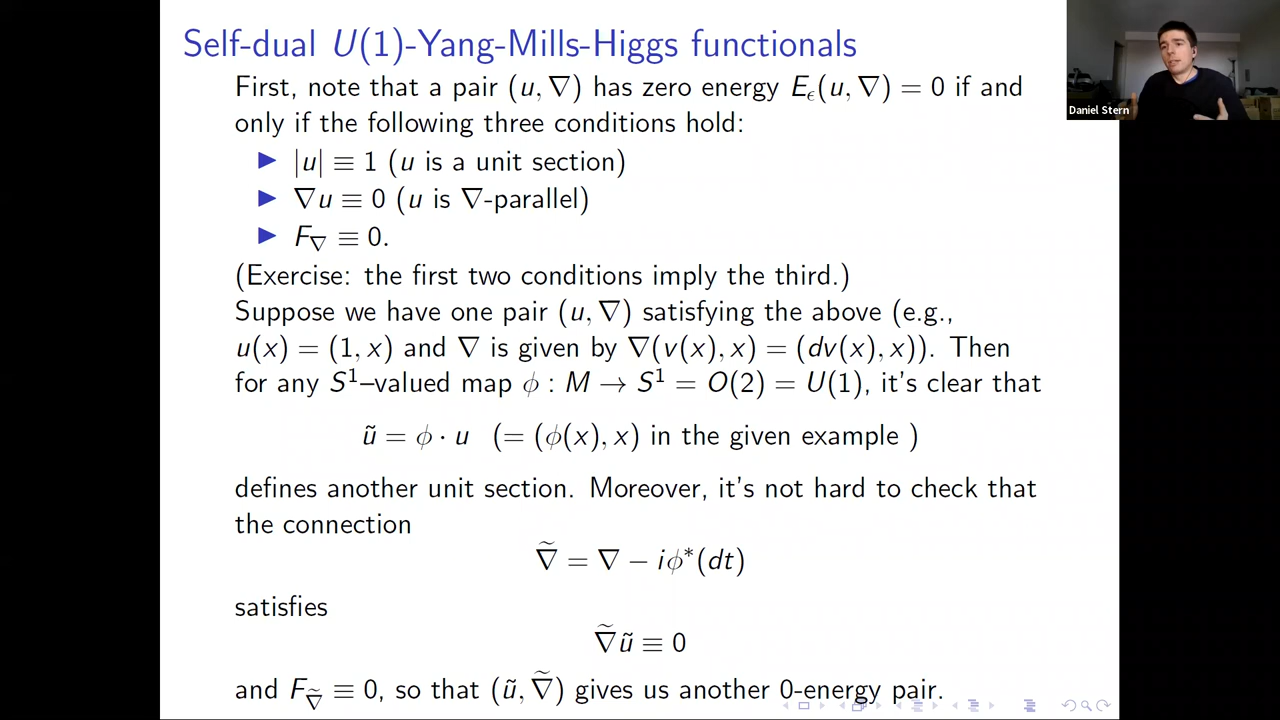 Self-dual U(1)-Yang-Mills-Higgs functionals
First, note that a pair (u, ∇) has zero energy E_ϵ(u, ∇) = 0 if and
only if the following three conditions hold:
▶ |u| ≡ 1 (u is a unit section)
▶ ∇u ≡ 0 (u is ∇-parallel)
▶ F_∇ ≡ 0.
(Exercise: the first two conditions imply the third.)
Suppose we have one pair (u, ∇) satisfying the above (e.g.,
u(x) = (1, x) and ∇ is given by ∇(v(x), x) = (dv(x), x)). Then
for any S¹–valued map ϕ : M → S¹ = O(2) = U(1), it's clear that
ũ = ϕ · u (= (ϕ(x), x) in the given example )
defines another unit section. Moreover, it's not hard to check that
the connection
∇̃ = ∇ − iϕ*(dt)
satisfies
∇̃ũ ≡ 0
and F_∇̃ ≡ 0, so that (ũ, ∇̃) gives us another 0-energy pair.
Daniel Stern